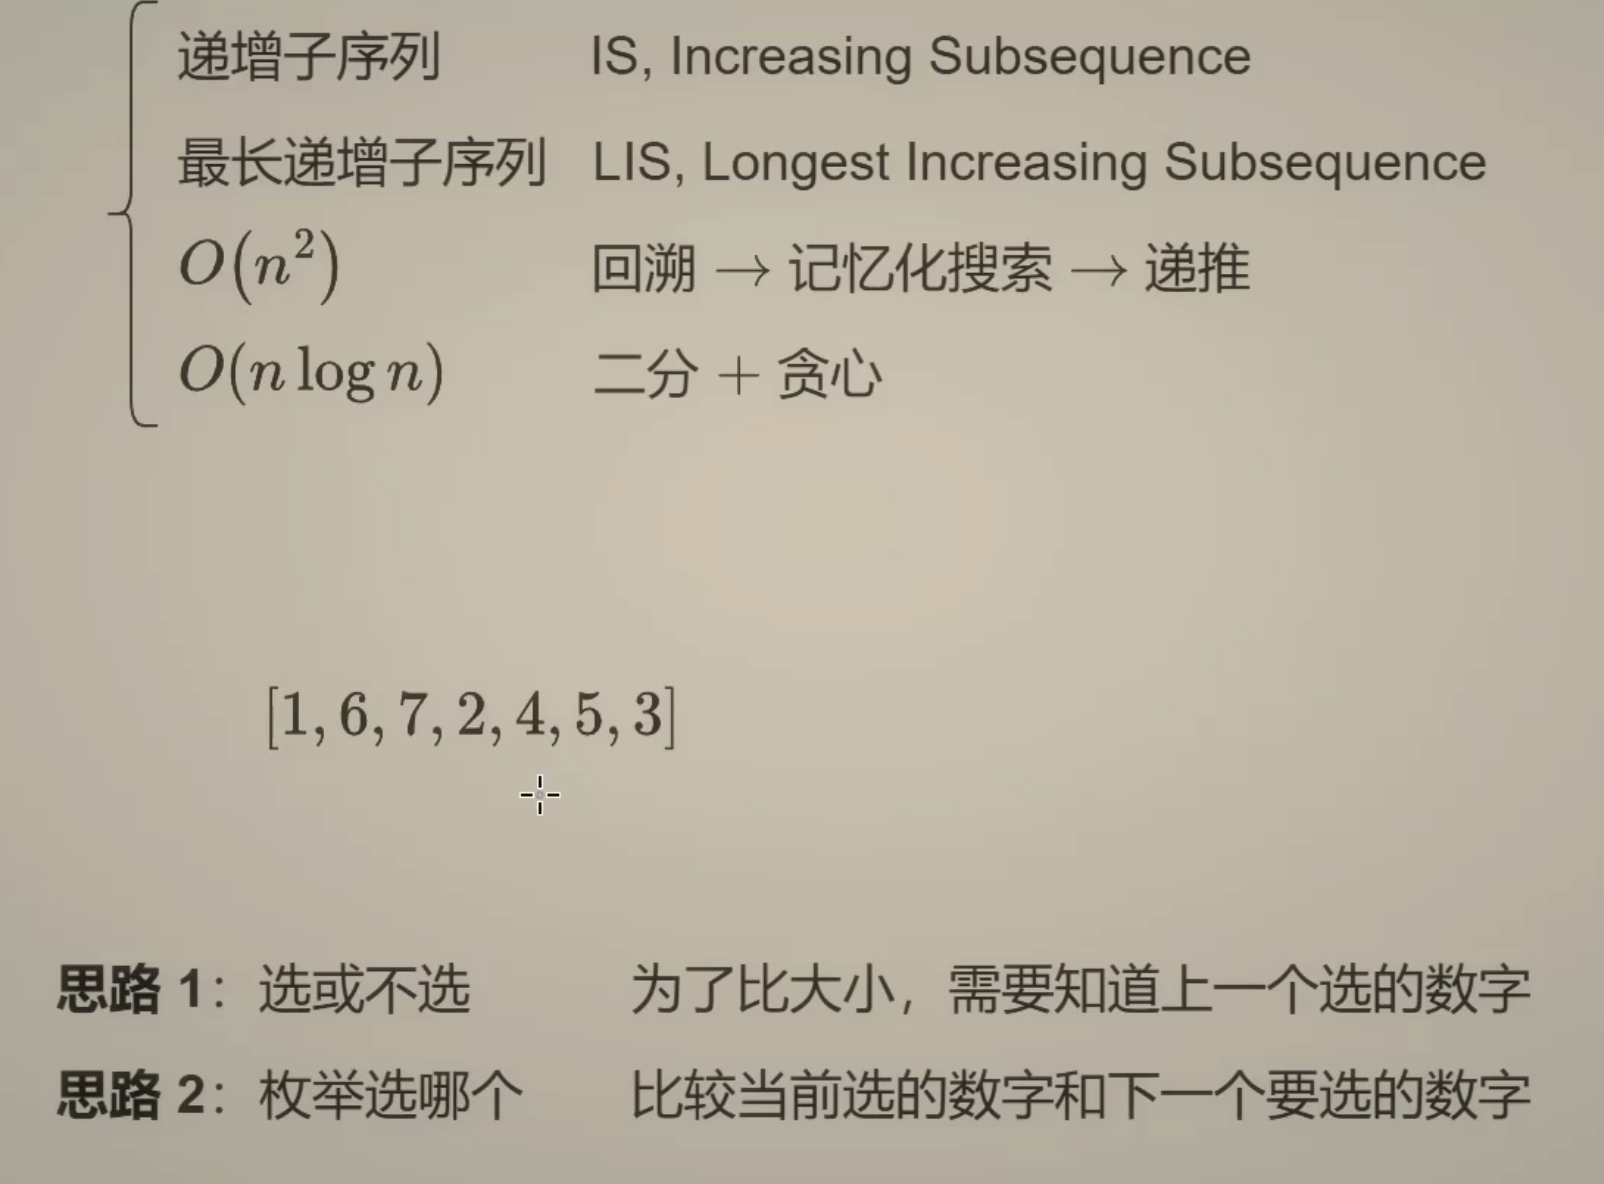 递增子序列 IS, Increasing Subsequence
最长递增子序列 LIS, Longest Increasing Subsequence
O(n²) 回溯 → 记忆化搜索 → 递推
O(n log n) 二分 + 贪心
[1, 6, 7, 2, 4, 5, 3]
思路 1：选或不选 为了比大小，需要知道上一个选的数字
思路 2：枚举选哪个 比较当前选的数字和下一个要选的数字